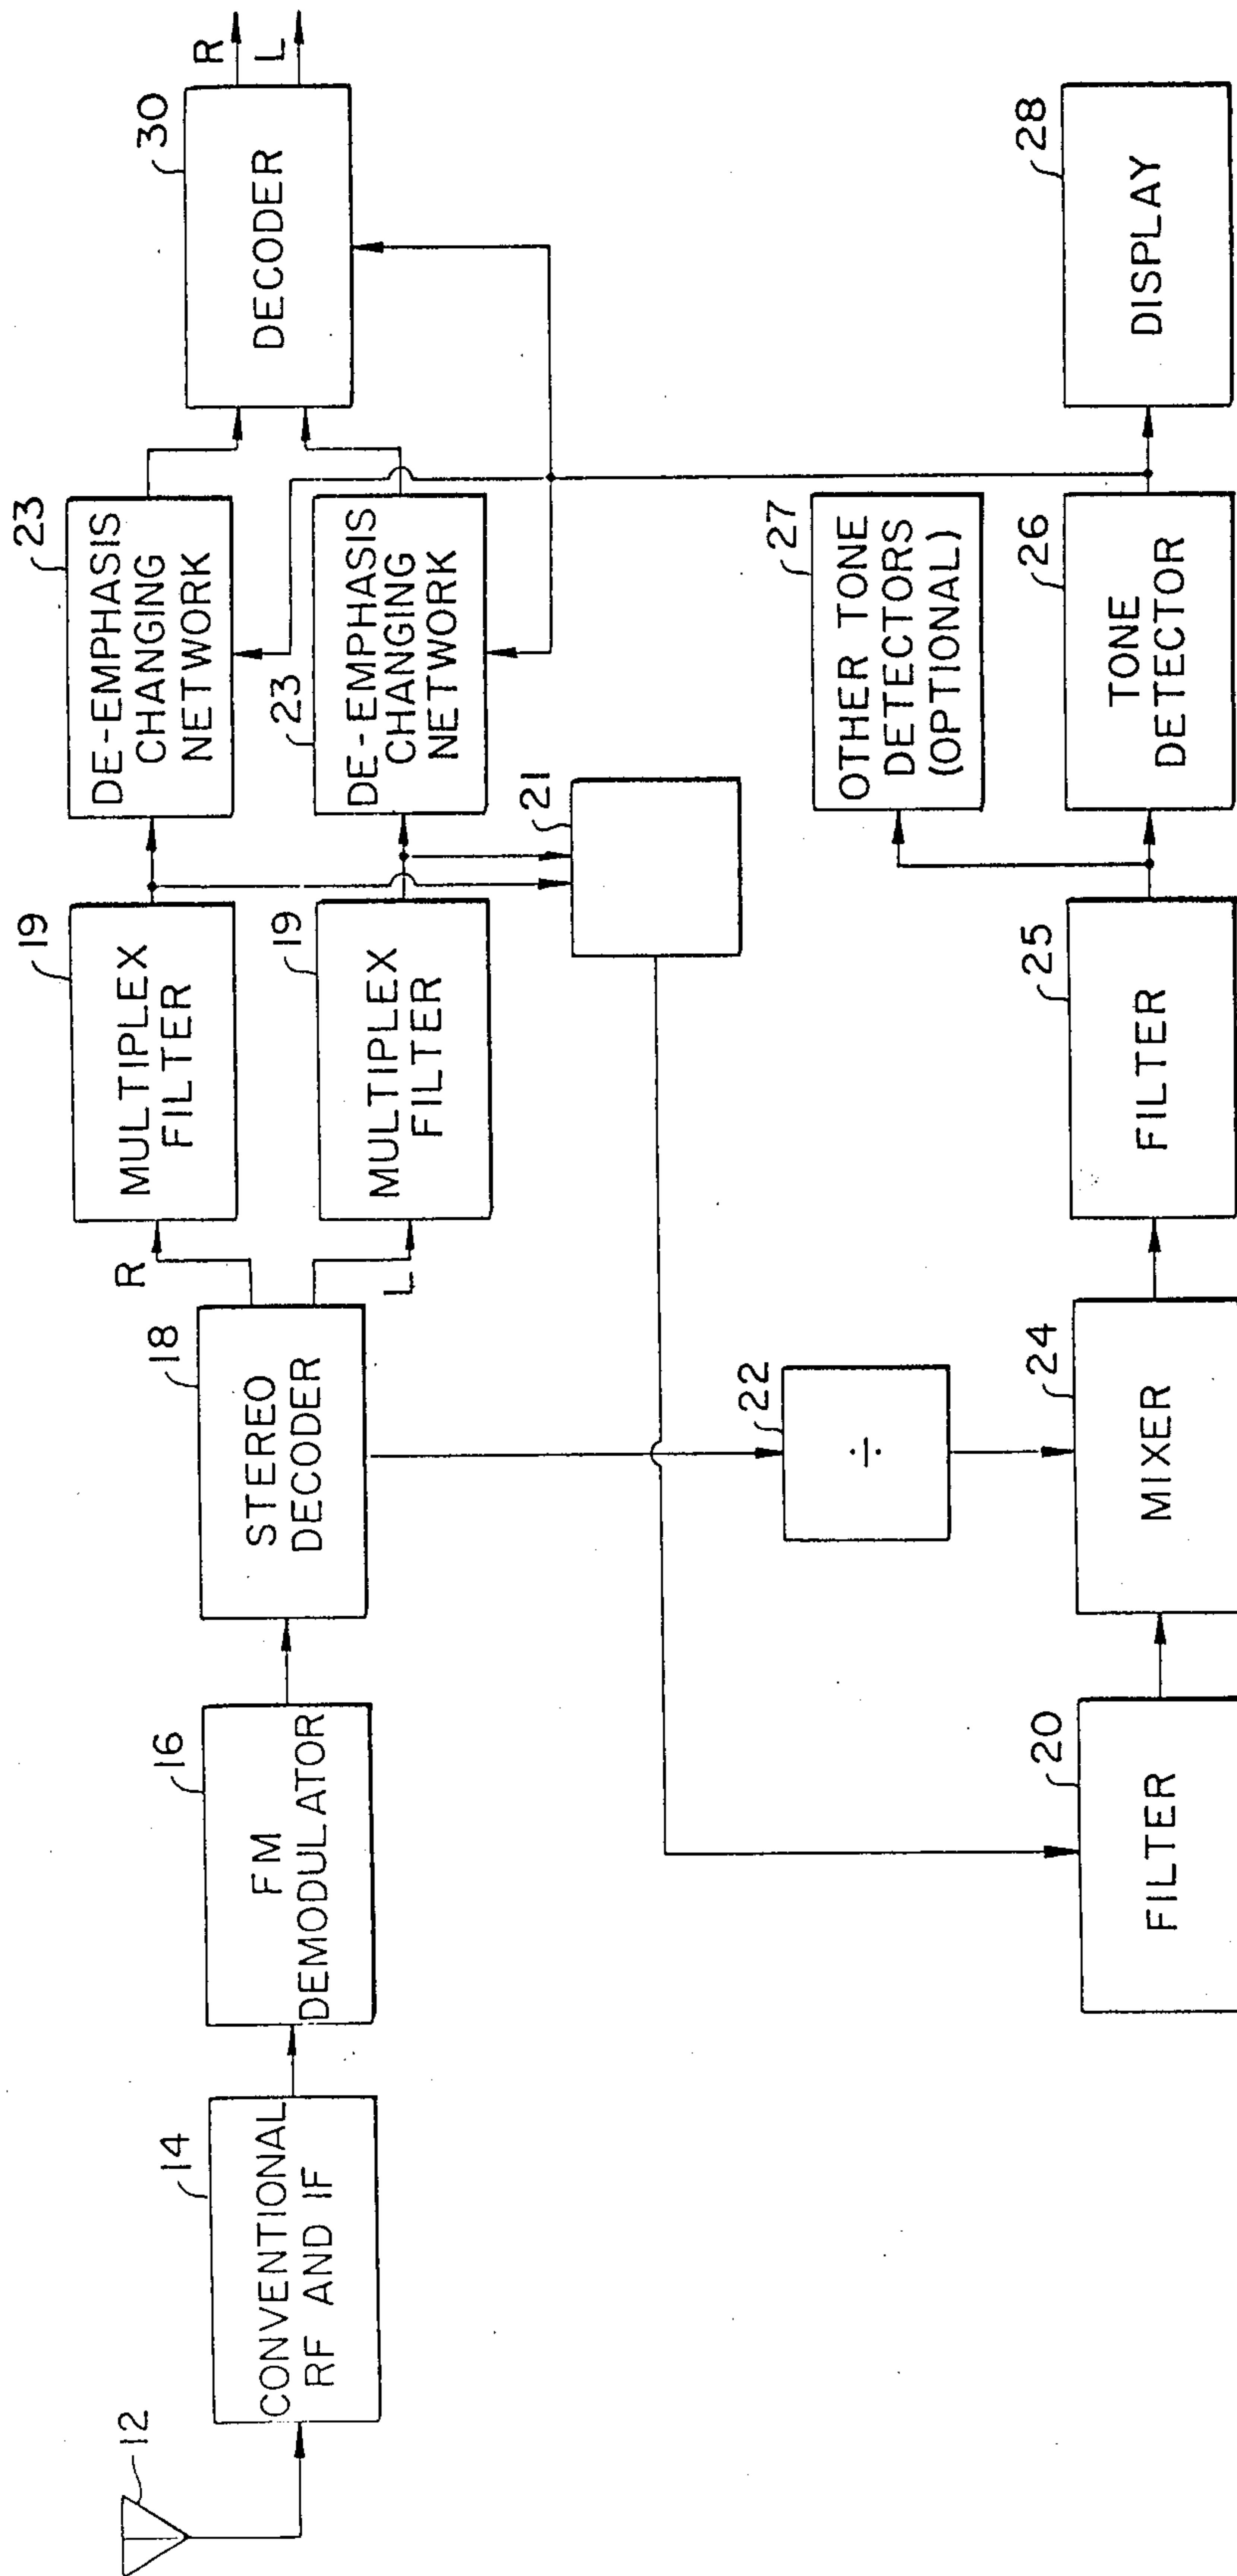 12
14
CONVENTIONAL
RF AND IF
16
FM
DEMODULATOR
18
STEREO
DECODER
R
L
19
MULTIPLEX
FILTER
19
MULTIPLEX
FILTER
23
DE-EMPHASIS
CHANGING
NETWORK
23
DE-EMPHASIS
CHANGING
NETWORK
30
DECODER
R
L
21
22
÷
20
FILTER
24
MIXER
25
FILTER
27
OTHER TONE
DETECTORS
(OPTIONAL)
26
TONE
DETECTOR
28
DISPLAY